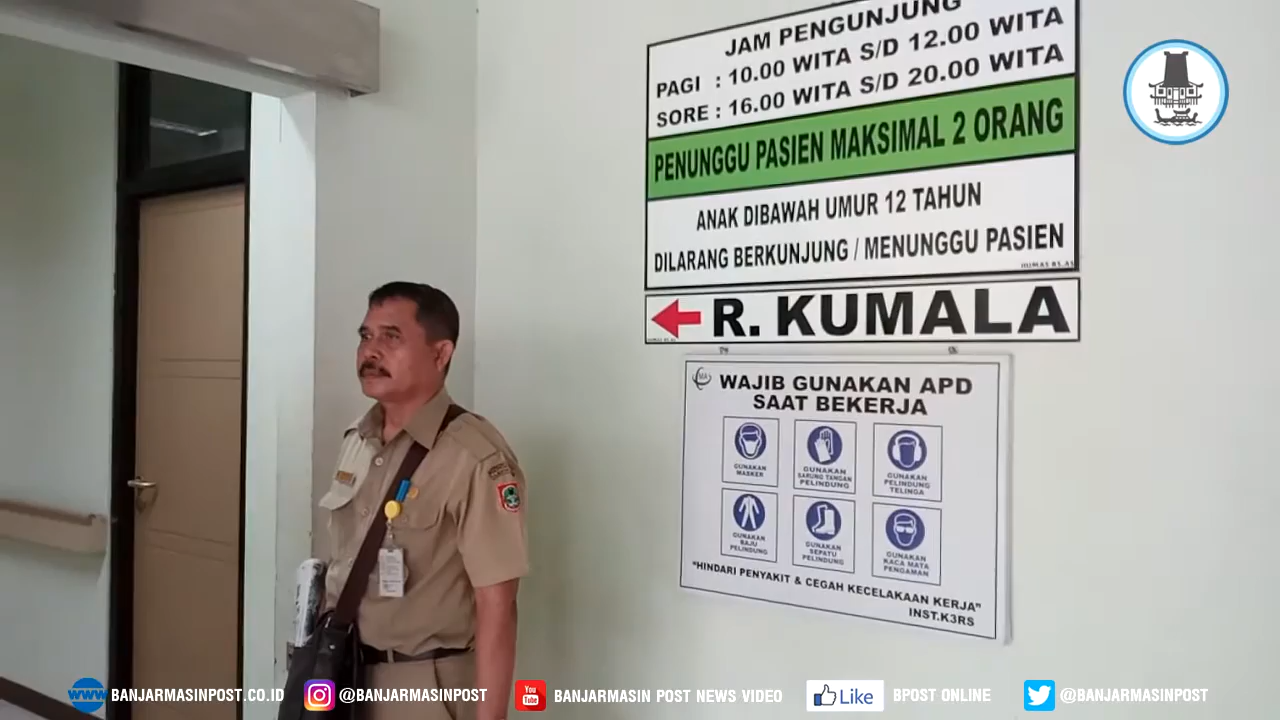 JAM PENGUNJUNG
PAGI : 10.00 WITA S/D 12.00 WITA
SORE : 16.00 WITA S/D 20.00 WITA
PENUNGGU PASIEN MAKSIMAL 2 ORANG
ANAK DIBAWAH UMUR 12 TAHUN
DILARANG BERKUNJUNG / MENUNGGU PASIEN
R. KUMALA
WAJIB GUNAKAN APD
SAAT BEKERJA
GUNAKAN
MASKER
GUNAKAN
SARUNG TANGAN
PELINDUNG
GUNAKAN
PELINDUNG
TELINGA
GUNAKAN
BAJU
PELINDUNG
GUNAKAN
SEPATU
PELINDUNG
GUNAKAN
KACA MATA
PENGAMAN
"HINDARI PENYAKIT & CEGAH KECELAKAAN KERJA"
INST.K3RS
www BANJARMASINPOST.CO.ID
@BANJARMASINPOST
You Tube BANJARMASIN POST NEWS VIDEO
Like BPOST ONLINE
@BANJARMASINPOST